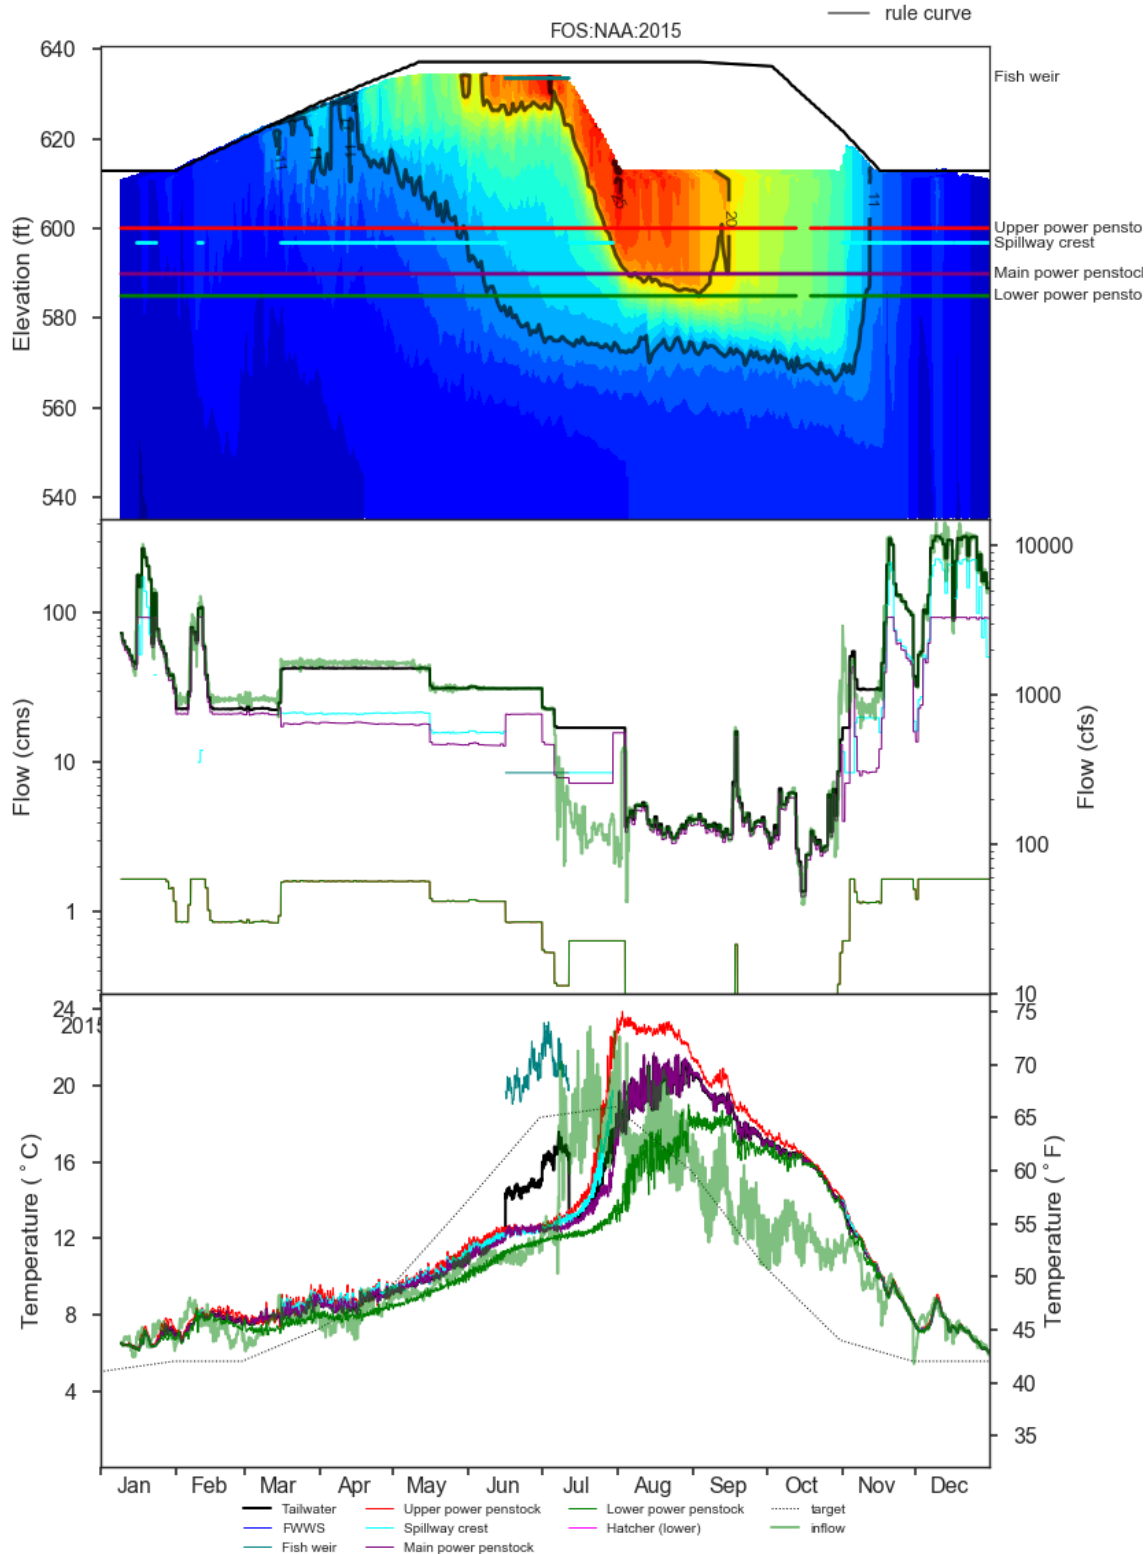 rule curve
FOS:NAA:2015
640
620
600
580
560
540
Elevation (ft)
Fish weir
Upper power pensto
Spillway crest
Main power penstock
Lower power pensto
11
11
20
11
100
10
1
Flow (cms)
10000
1000
100
10
Flow (cfs)
24
20
16
12
8
4
2015
Temperature ( ° C)
75
70
65
60
55
50
45
40
35
Temperature ( ° F)
Jan Feb Mar Apr May Jun Jul Aug Sep Oct Nov Dec
Tailwater Upper power penstock Lower power penstock target
FWWS Spillway crest Hatcher (lower) inflow
Fish weir Main power penstock